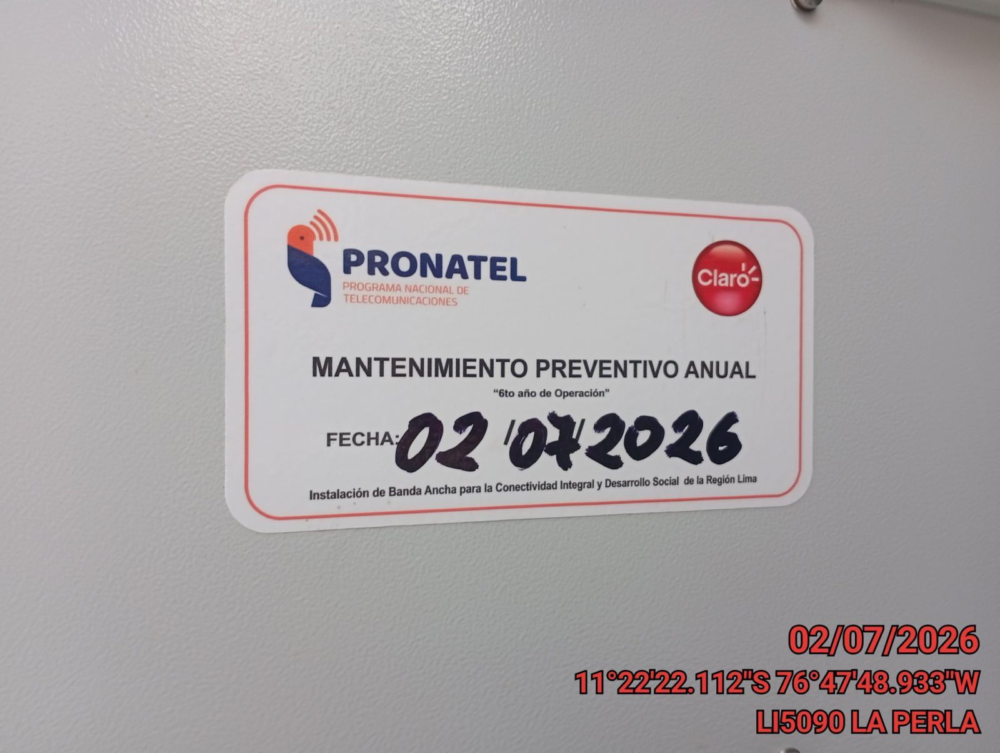 PRONATEL
PROGRAMA NACIONAL DE
TELECOMUNICACIONES
Claro
MANTENIMIENTO PREVENTIVO ANUAL
“6to año de Operación”
FECHA: 02 / 07 / 2026
Instalación de Banda Ancha para la Conectividad Integral y Desarrollo Social de la Región Lima
02/07/2026
11°22'22.112"S 76°47'48.933"W
LI5090 LA PERLA